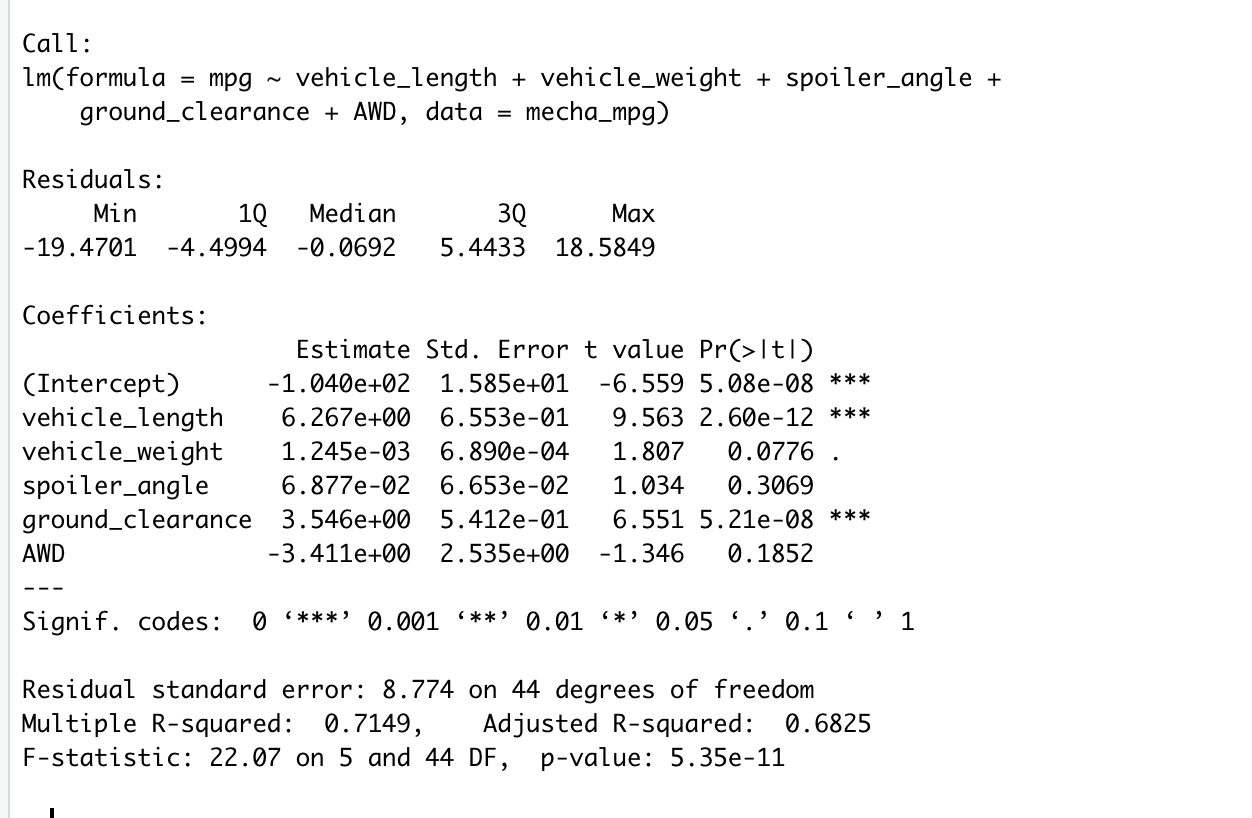 Call:
lm(formula = mpg ~ vehicle_length + vehicle_weight + spoiler_angle +
    ground_clearance + AWD, data = mecha_mpg)

Residuals:
     Min       1Q   Median       3Q      Max
-19.4701  -4.4994  -0.0692   5.4433  18.5849

Coefficients:
                   Estimate Std. Error t value Pr(>|t|)
(Intercept)      -1.040e+02  1.585e+01  -6.559 5.08e-08 ***
vehicle_length    6.267e+00  6.553e-01   9.563 2.60e-12 ***
vehicle_weight    1.245e-03  6.890e-04   1.807   0.0776 .
spoiler_angle     6.877e-02  6.653e-02   1.034   0.3069
ground_clearance  3.546e+00  5.412e-01   6.551 5.21e-08 ***
AWD              -3.411e+00  2.535e+00  -1.346   0.1852
---
Signif. codes:  0 ‘***’ 0.001 ‘**’ 0.01 ‘*’ 0.05 ‘.’ 0.1 ‘ ’ 1

Residual standard error: 8.774 on 44 degrees of freedom
Multiple R-squared:  0.7149,    Adjusted R-squared:  0.6825
F-statistic: 22.07 on 5 and 44 DF,  p-value: 5.35e-11